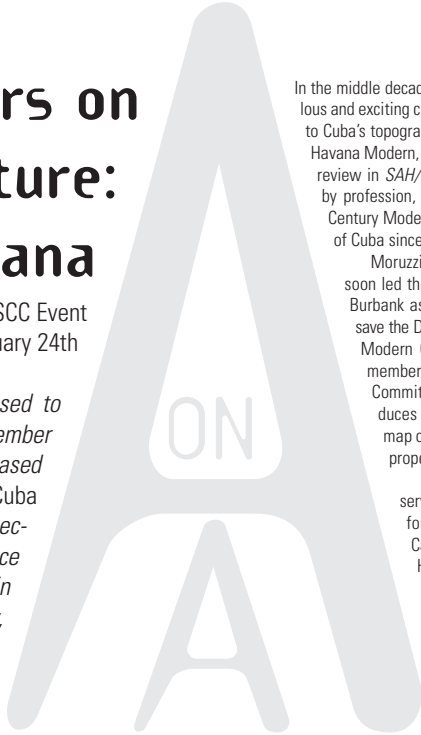 rs on
ture:
ana
SCC Event
uary 24th
sed to
ember
ased
Cuba
ec-
ce
in
ON
A
A
In the middle decad
lous and exciting c
to Cuba's topogra
Havana Modern,
review in SAH/
by profession,
Century Mode
of Cuba since
Moruzzi
soon led th
Burbank as
save the D
Modern
member
Commit
duces
map o
prope
serv
fo
C
H